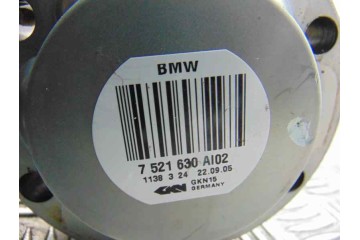 BMW
7 521 630 AI02
1138 3 24 22.09.05
GKN GKN15
GERMANY